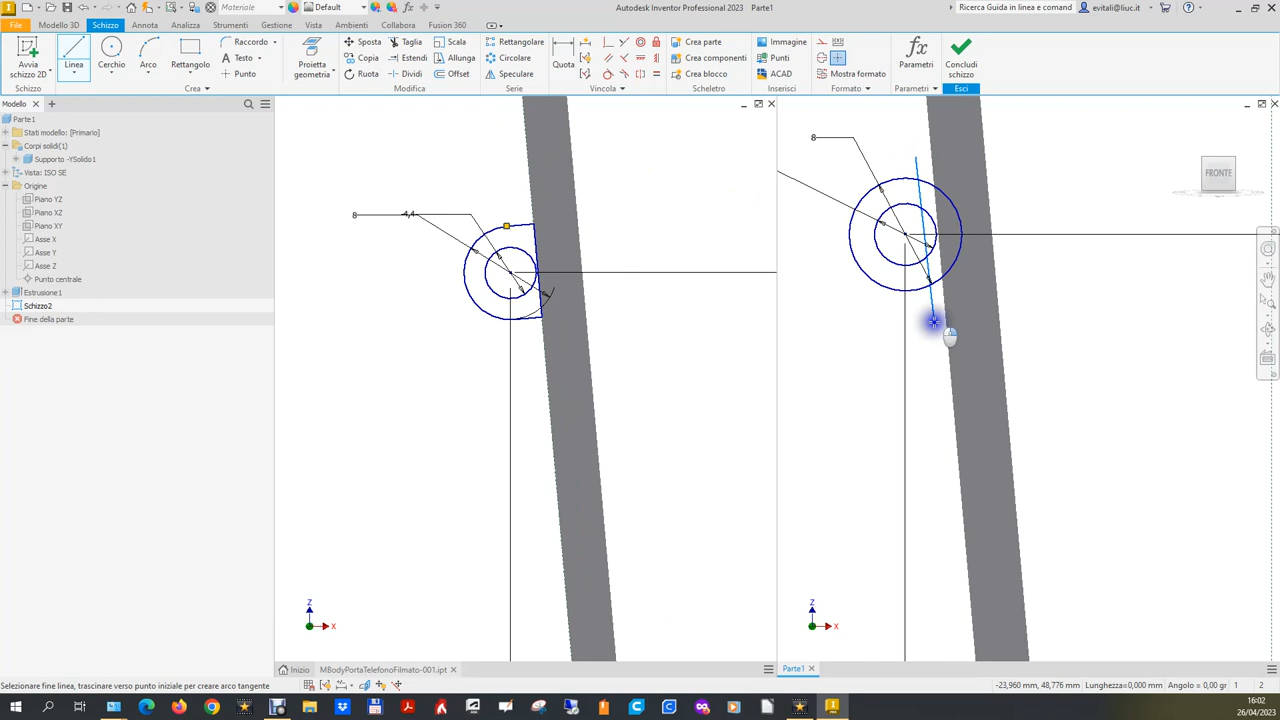 Materiale
Default
Autodesk Inventor Professional 2023 Parte1
Ricerca Guida in linea e comand
evitali@liuc.it
File Modello 3D Schizzo Annota Analizza Strumenti Gestione Vista Ambienti Collabora Fusion 360
Avvia schizzo 2D
Linea
Cerchio
Arco
Rettangolo
Raccordo
Testo
Punto
Proietta geometria
Sposta
Copia
Ruota
Taglia
Estendi
Dividi
Scala
Allunga
Offset
Rettangolare
Circolare
Speculare
Quota
Crea parte
Crea componenti
Crea blocco
Immagine
Punti
ACAD
Mostra formato
fx
Parametri
Concludi schizzo
Schizzo Crea Modifica Serie Vincola Scheletro Inserisci Formato Parametri Esci
Modello
Parte1
Stati modello: [Primario]
Corpi solidi(1)
Supporto -YSolido1
Vista: ISO SE
Origine
Piano YZ
Piano XZ
Piano XY
Asse X
Asse Y
Asse Z
Punto centrale
Estrusione1
Schizzo2
Fine della parte
8
4,4
8
FRONTE
Z
X
Z
X
Inizio
MBodyPortaTelefonoFilmato-001.ipt
Parte1
Selezionare fine linea, trascinare verso punto iniziale per creare arco tangente
-23,960 mm, 48,776 mm Lunghezza=0,000 mm Angolo = 0,00 gr 1 2
16:02
26/04/2023